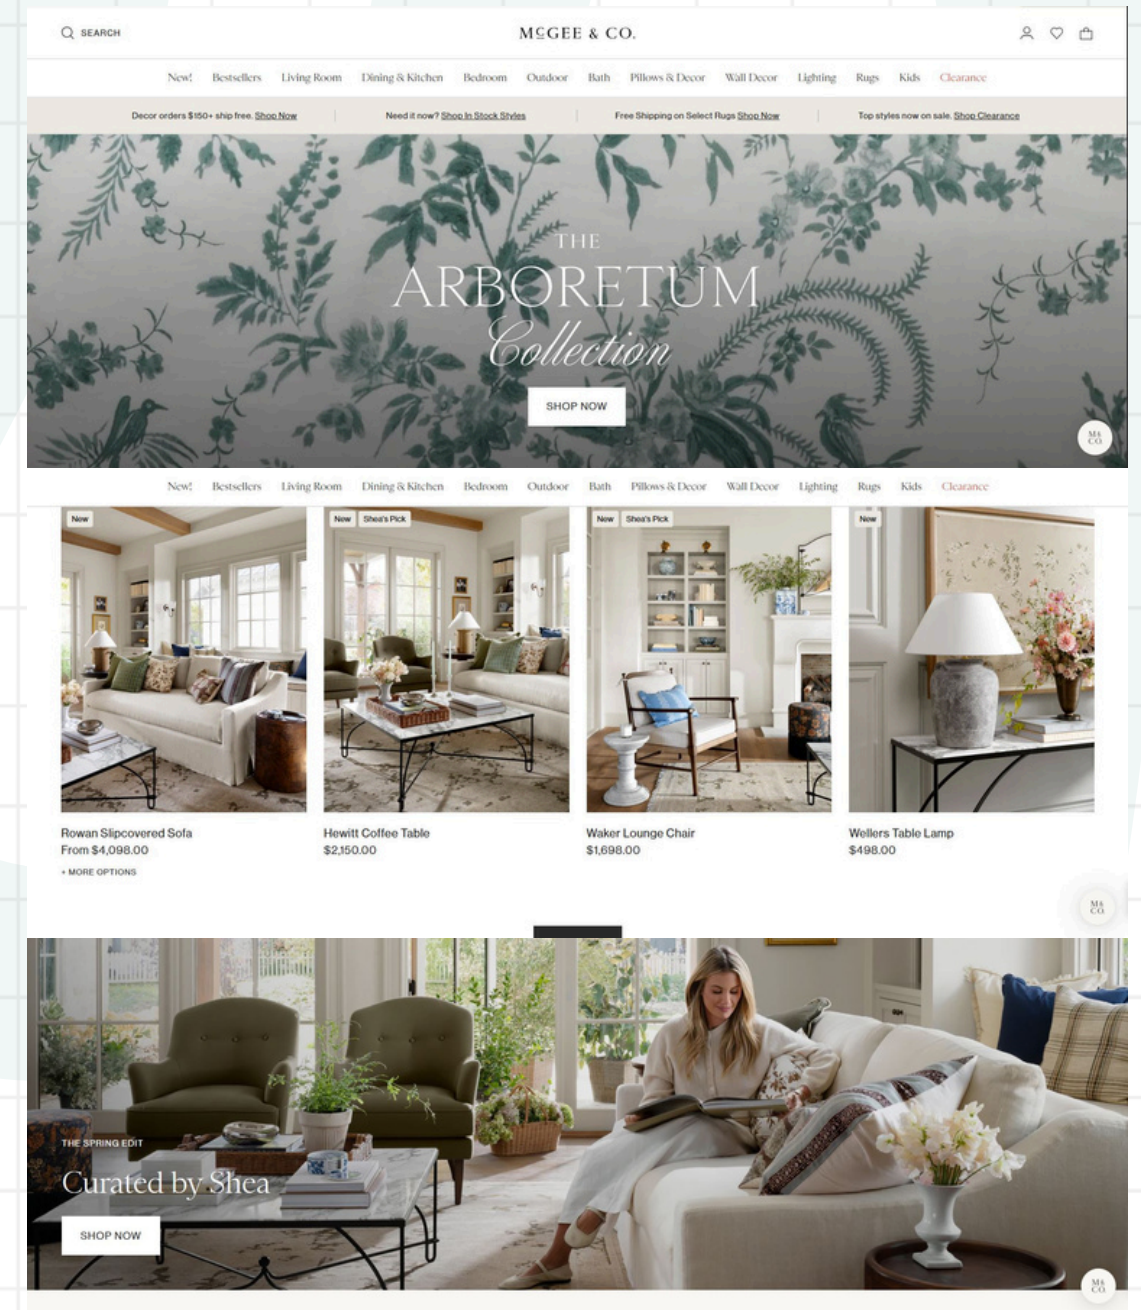 SEARCH
McGEE & CO.
New! Bestsellers Living Room Dining & Kitchen Bedroom Outdoor Bath Pillows & Decor Wall Decor Lighting Rugs Kids Clearance
Decor orders $150+ ship free. Shop Now Need it now? Shop In Stock Styles Free Shipping on Select Rugs Shop Now Top styles now on sale. Shop Clearance
THE
ARBORETUM
Collection
SHOP NOW
M&
CO.
New! Bestsellers Living Room Dining & Kitchen Bedroom Outdoor Bath Pillows & Decor Wall Decor Lighting Rugs Kids Clearance
New New Shea's Pick New Shea's Pick New
Rowan Slipcovered Sofa Hewitt Coffee Table Waker Lounge Chair Wellers Table Lamp
From $4,098.00 $2,150.00 $1,698.00 $498.00
+ MORE OPTIONS
M&
CO.
THE SPRING EDIT
Curated by Shea
SHOP NOW
M&
CO.